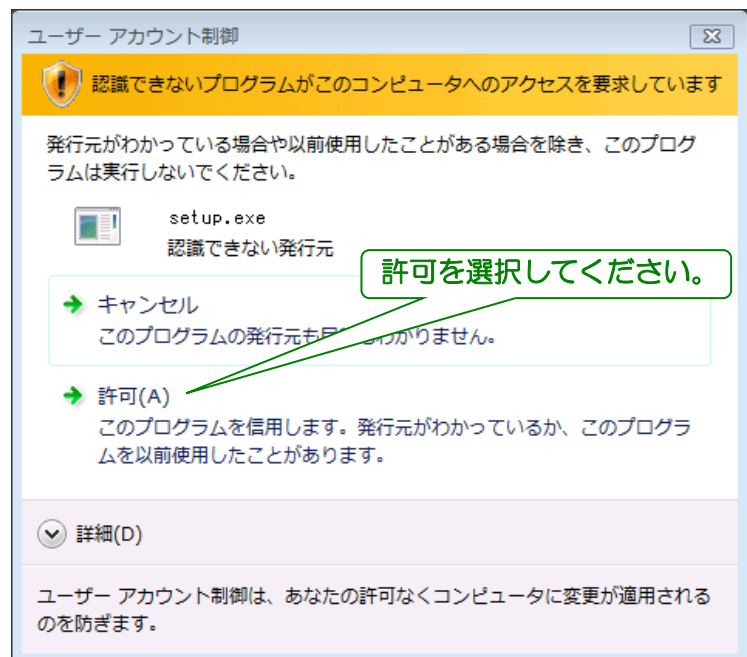 ユーザー アカウント制御
認識できないプログラムがこのコンピュータへのアクセスを要求しています
発行元がわかっている場合や以前使用したことがある場合を除き、このプログ
ラムは実行しないでください。
setup.exe
認識できない発行元
許可を選択してください。
キャンセル
このプログラムの発行元も わかりません。
許可(A)
このプログラムを信用します。発行元がわかっているか、このプログラ
ムを以前使用したことがあります。
詳細(D)
ユーザー アカウント制御は、あなたの許可なくコンピュータに変更が適用される
のを防ぎます。